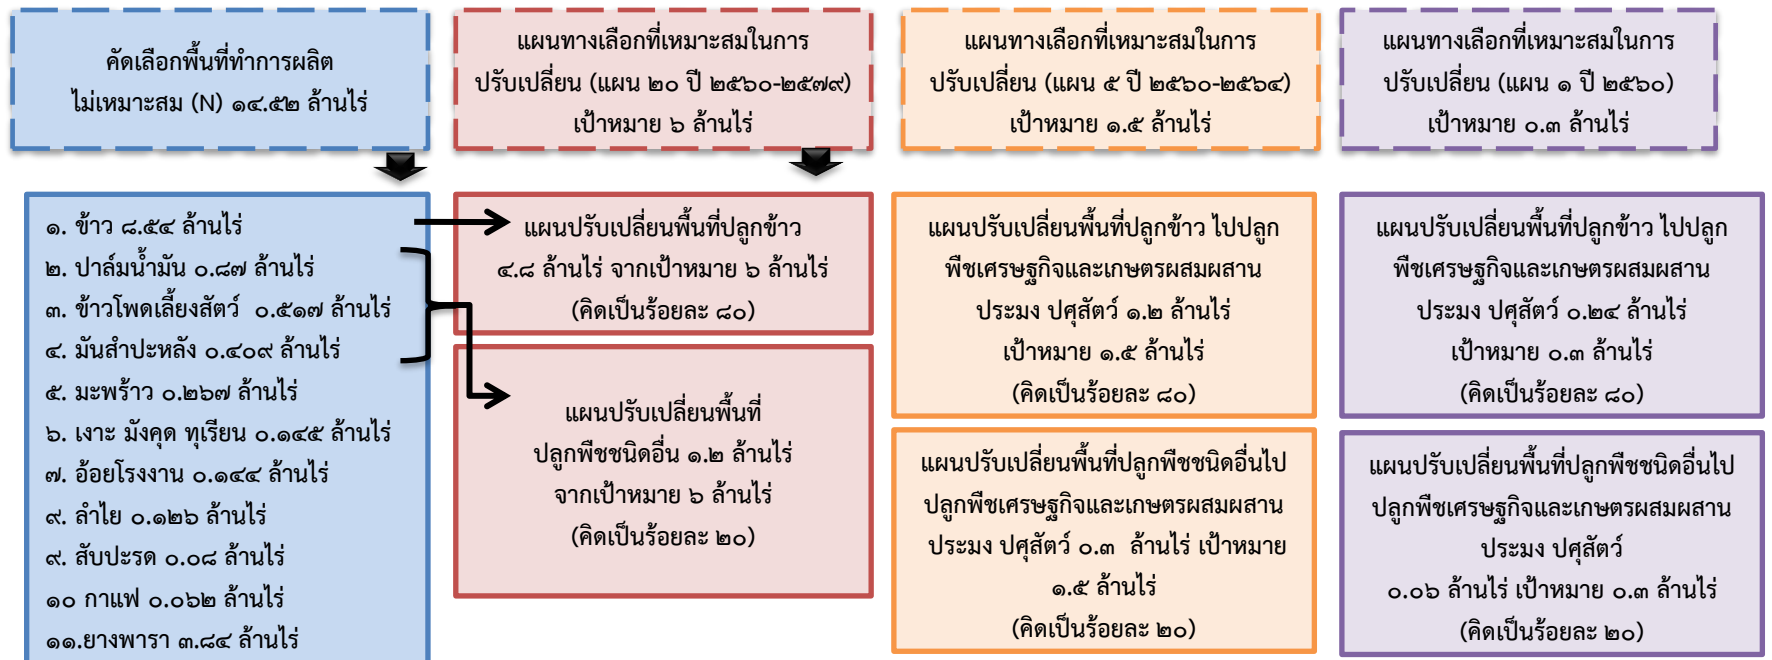 คัดเลือกพื้นที่ทำการผลิต
ไม่เหมาะสม (N) ๑๔.๕๒ ล้านไร่
แผนทางเลือกที่เหมาะสมในการ
ปรับเปลี่ยน (แผน ๒๐ ปี ๒๕๖๐-๒๕๗๙)
เป้าหมาย ๖ ล้านไร่
แผนทางเลือกที่เหมาะสมในการ
ปรับเปลี่ยน (แผน ๕ ปี ๒๕๖๐-๒๕๖๔)
เป้าหมาย ๑.๕ ล้านไร่
แผนทางเลือกที่เหมาะสมในการ
ปรับเปลี่ยน (แผน ๑ ปี ๒๕๖๐)
เป้าหมาย ๐.๓ ล้านไร่
๑. ข้าว ๘.๕๔ ล้านไร่
๒. ปาล์มน้ำมัน ๐.๘๗ ล้านไร่
๓. ข้าวโพดเลี้ยงสัตว์ ๐.๕๑๗ ล้านไร่
๔. มันสำปะหลัง ๐.๔๐๙ ล้านไร่
๕. มะพร้าว ๐.๒๖๗ ล้านไร่
๖. เงาะ มังคุด ทุเรียน ๐.๑๔๕ ล้านไร่
๗. อ้อยโรงงาน ๐.๑๔๔ ล้านไร่
๙. ลำไย ๐.๑๒๖ ล้านไร่
๙. สับปะรด ๐.๐๘ ล้านไร่
๑๐ กาแฟ ๐.๐๖๒ ล้านไร่
๑๑.ยางพารา ๓.๘๔ ล้านไร่
แผนปรับเปลี่ยนพื้นที่ปลูกข้าว
๔.๘ ล้านไร่ จากเป้าหมาย ๖ ล้านไร่
(คิดเป็นร้อยละ ๘๐)
แผนปรับเปลี่ยนพื้นที่
ปลูกพืชชนิดอื่น ๑.๒ ล้านไร่
จากเป้าหมาย ๖ ล้านไร่
(คิดเป็นร้อยละ ๒๐)
แผนปรับเปลี่ยนพื้นที่ปลูกข้าว ไปปลูก
พืชเศรษฐกิจและเกษตรผสมผสาน
ประมง ปศุสัตว์ ๑.๒ ล้านไร่
เป้าหมาย ๑.๕ ล้านไร่
(คิดเป็นร้อยละ ๘๐)
แผนปรับเปลี่ยนพื้นที่ปลูกพืชชนิดอื่นไป
ปลูกพืชเศรษฐกิจและเกษตรผสมผสาน
ประมง ปศุสัตว์ ๐.๓ ล้านไร่ เป้าหมาย
๑.๕ ล้านไร่
(คิดเป็นร้อยละ ๒๐)
แผนปรับเปลี่ยนพื้นที่ปลูกข้าว ไปปลูก
พืชเศรษฐกิจและเกษตรผสมผสาน
ประมง ปศุสัตว์ ๐.๒๔ ล้านไร่
เป้าหมาย ๐.๓ ล้านไร่
(คิดเป็นร้อยละ ๘๐)
แผนปรับเปลี่ยนพื้นที่ปลูกพืชชนิดอื่นไป
ปลูกพืชเศรษฐกิจและเกษตรผสมผสาน
ประมง ปศุสัตว์
๐.๐๖ ล้านไร่ เป้าหมาย ๐.๓ ล้านไร่
(คิดเป็นร้อยละ ๒๐)